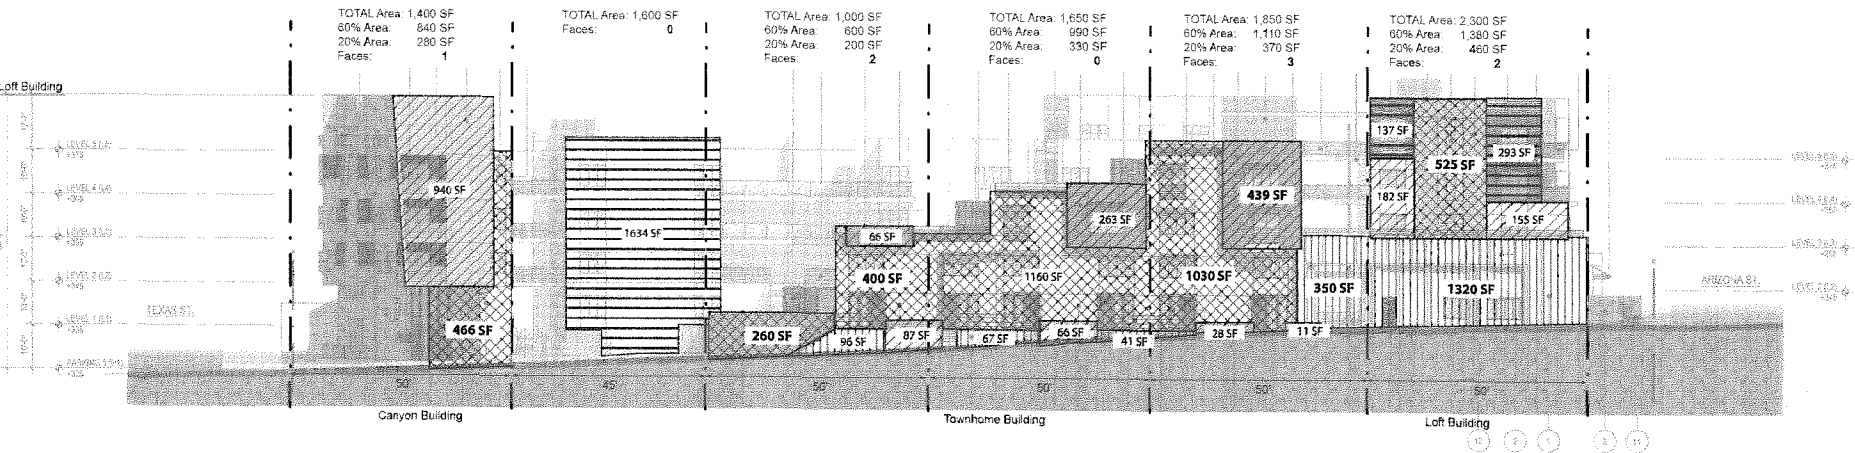 TOTAL Area: 1,400 SF
60% Area: 840 SF
20% Area: 280 SF
Faces: 1
TOTAL Area: 1,600 SF
Faces: 0
TOTAL Area: 1,000 SF
60% Area: 600 SF
20% Area: 200 SF
Faces: 2
TOTAL Area: 1,650 SF
60% Area: 990 SF
20% Area: 330 SF
Faces: 0
TOTAL Area: 1,850 SF
60% Area: 1,110 SF
20% Area: 370 SF
Faces: 3
TOTAL Area: 2,300 SF
60% Area: 1,380 SF
20% Area: 460 SF
Faces: 2
Loft Building
940 SF
466 SF
1634 SF
66 SF
400 SF
260 SF
96 SF
87 SF
263 SF
1160 SF
67 SF
66 SF
41 SF
439 SF
1030 SF
28 SF
11 SF
350 SF
137 SF
525 SF
293 SF
182 SF
155 SF
1320 SF
TEXAS ST.
ARIZONA ST.
50'
45'
50'
50'
50'
50'
Canyon Building
Townhome Building
Loft Building